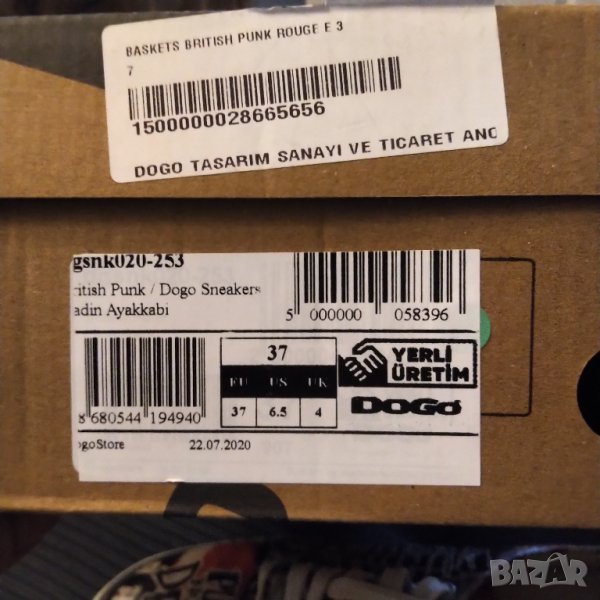 BASKETS BRITISH PUNK ROUGE E 3
7
1500000028665656
DOGO TASARIM SANAYI VE TICARET ANO
gsnk020-253
ritish Punk / Dogo Sneakers
adin Ayakkabi
5 000000 058396
8 680544 194940
37
EU US UK
37 6.5 4
YERLİ
ÜRETİM
DOGO
ogoStore 22.07.2020
BAZAR